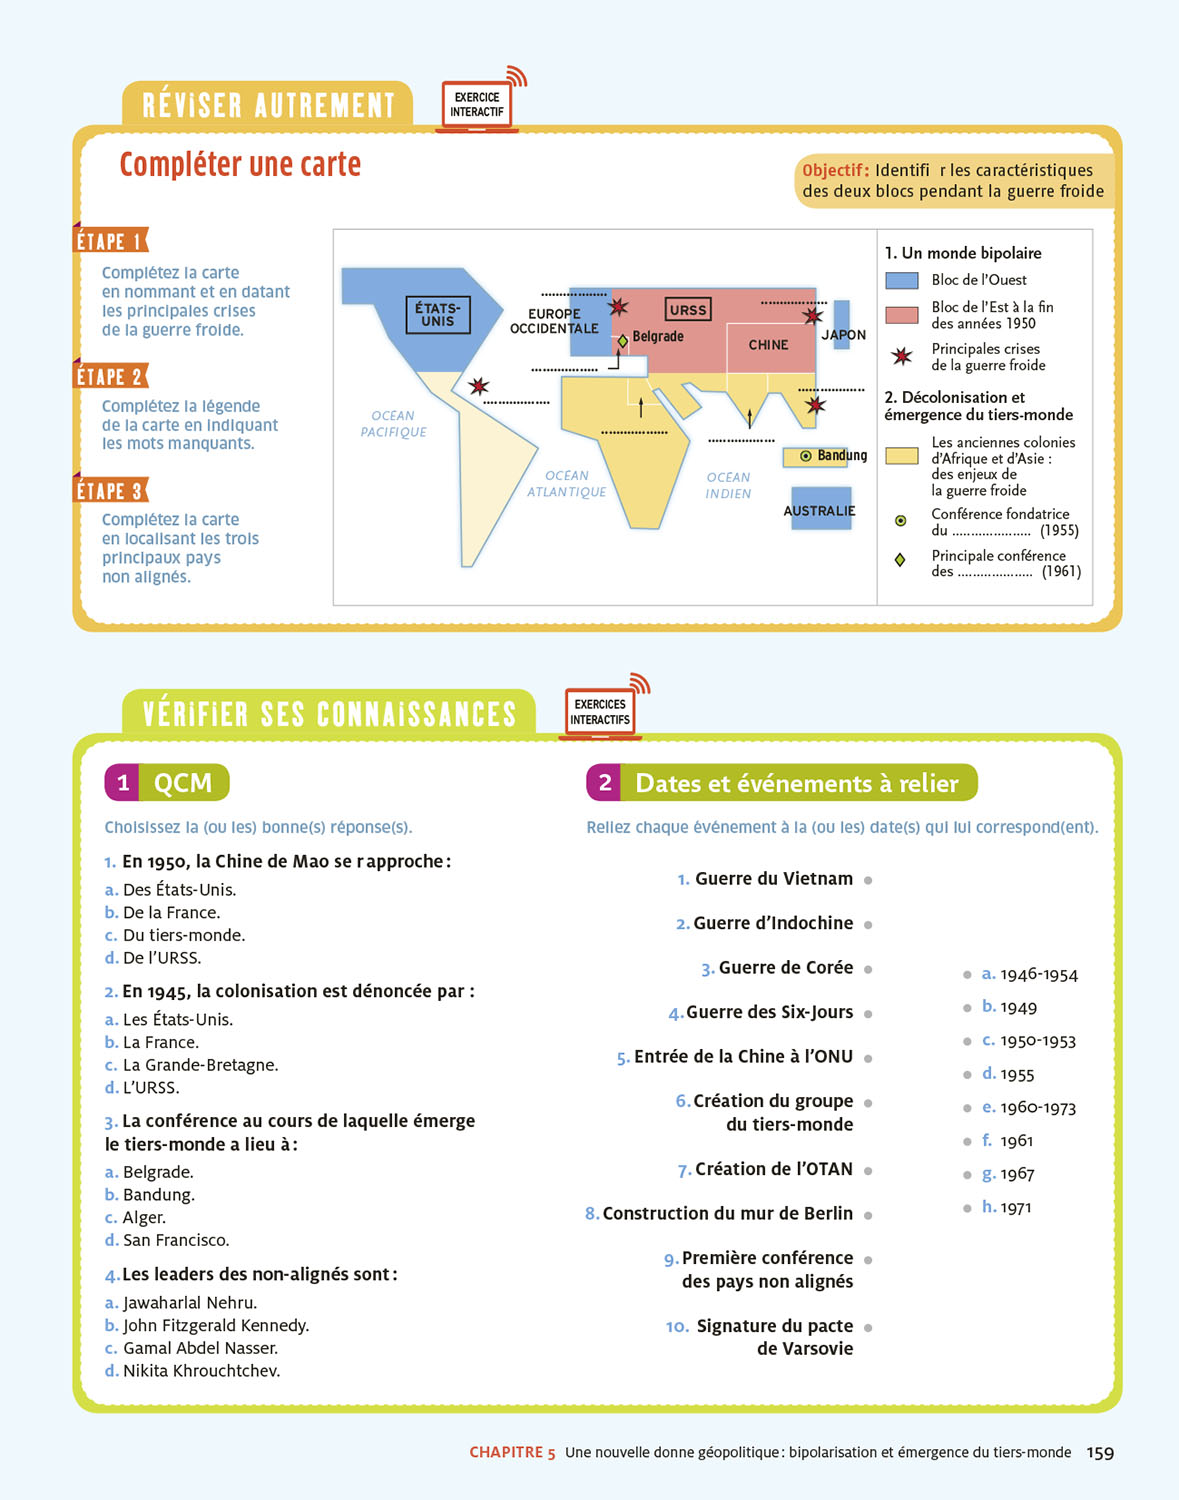 RÉVISER AUTREMENT
EXERCICE
INTERACTIF
Compléter une carte
Objectif : Identifi r les caractéristiques
des deux blocs pendant la guerre froide
ÉTAPE 1
Complétez la carte
en nommant et en datant
les principales crises
de la guerre froide.
ÉTAPE 2
Complétez la légende
de la carte en indiquant
les mots manquants.
ÉTAPE 3
Complétez la carte
en localisant les trois
principaux pays
non alignés.
ÉTATS-
UNIS
EUROPE
OCCIDENTALE
URSS
Belgrade
CHINE
JAPON
OCÉAN
PACIFIQUE
OCÉAN
ATLANTIQUE
OCÉAN
INDIEN
Bandung
AUSTRALIE
1. Un monde bipolaire
Bloc de l'Ouest
Bloc de l'Est à la fin
des années 1950
Principales crises
de la guerre froide
2. Décolonisation et
émergence du tiers-monde
Les anciennes colonies
d'Afrique et d'Asie :
des enjeux de
la guerre froide
Conférence fondatrice
du ..................... (1955)
Principale conférence
des .................... (1961)
VÉRIFIER SES CONNAISSANCES
EXERCICES
INTERACTIFS
1 QCM
Choisissez la (ou les) bonne(s) réponse(s).
1. En 1950, la Chine de Mao se r approche :
a. Des États-Unis.
b. De la France.
c. Du tiers-monde.
d. De l'URSS.
2. En 1945, la colonisation est dénoncée par :
a. Les États-Unis.
b. La France.
c. La Grande-Bretagne.
d. L'URSS.
3. La conférence au cours de laquelle émerge
le tiers-monde a lieu à :
a. Belgrade.
b. Bandung.
c. Alger.
d. San Francisco.
4. Les leaders des non-alignés sont :
a. Jawaharlal Nehru.
b. John Fitzgerald Kennedy.
c. Gamal Abdel Nasser.
d. Nikita Khrouchtchev.
2 Dates et événements à relier
Reliez chaque événement à la (ou les) date(s) qui lui correspond(ent).
1. Guerre du Vietnam
2. Guerre d'Indochine
3. Guerre de Corée
4. Guerre des Six-Jours
5. Entrée de la Chine à l'ONU
6. Création du groupe
du tiers-monde
7. Création de l'OTAN
8. Construction du mur de Berlin
9. Première conférence
des pays non alignés
10. Signature du pacte
de Varsovie
a. 1946-1954
b. 1949
c. 1950-1953
d. 1955
e. 1960-1973
f. 1961
g. 1967
h. 1971
CHAPITRE 5 Une nouvelle donne géopolitique : bipolarisation et émergence du tiers-monde 159